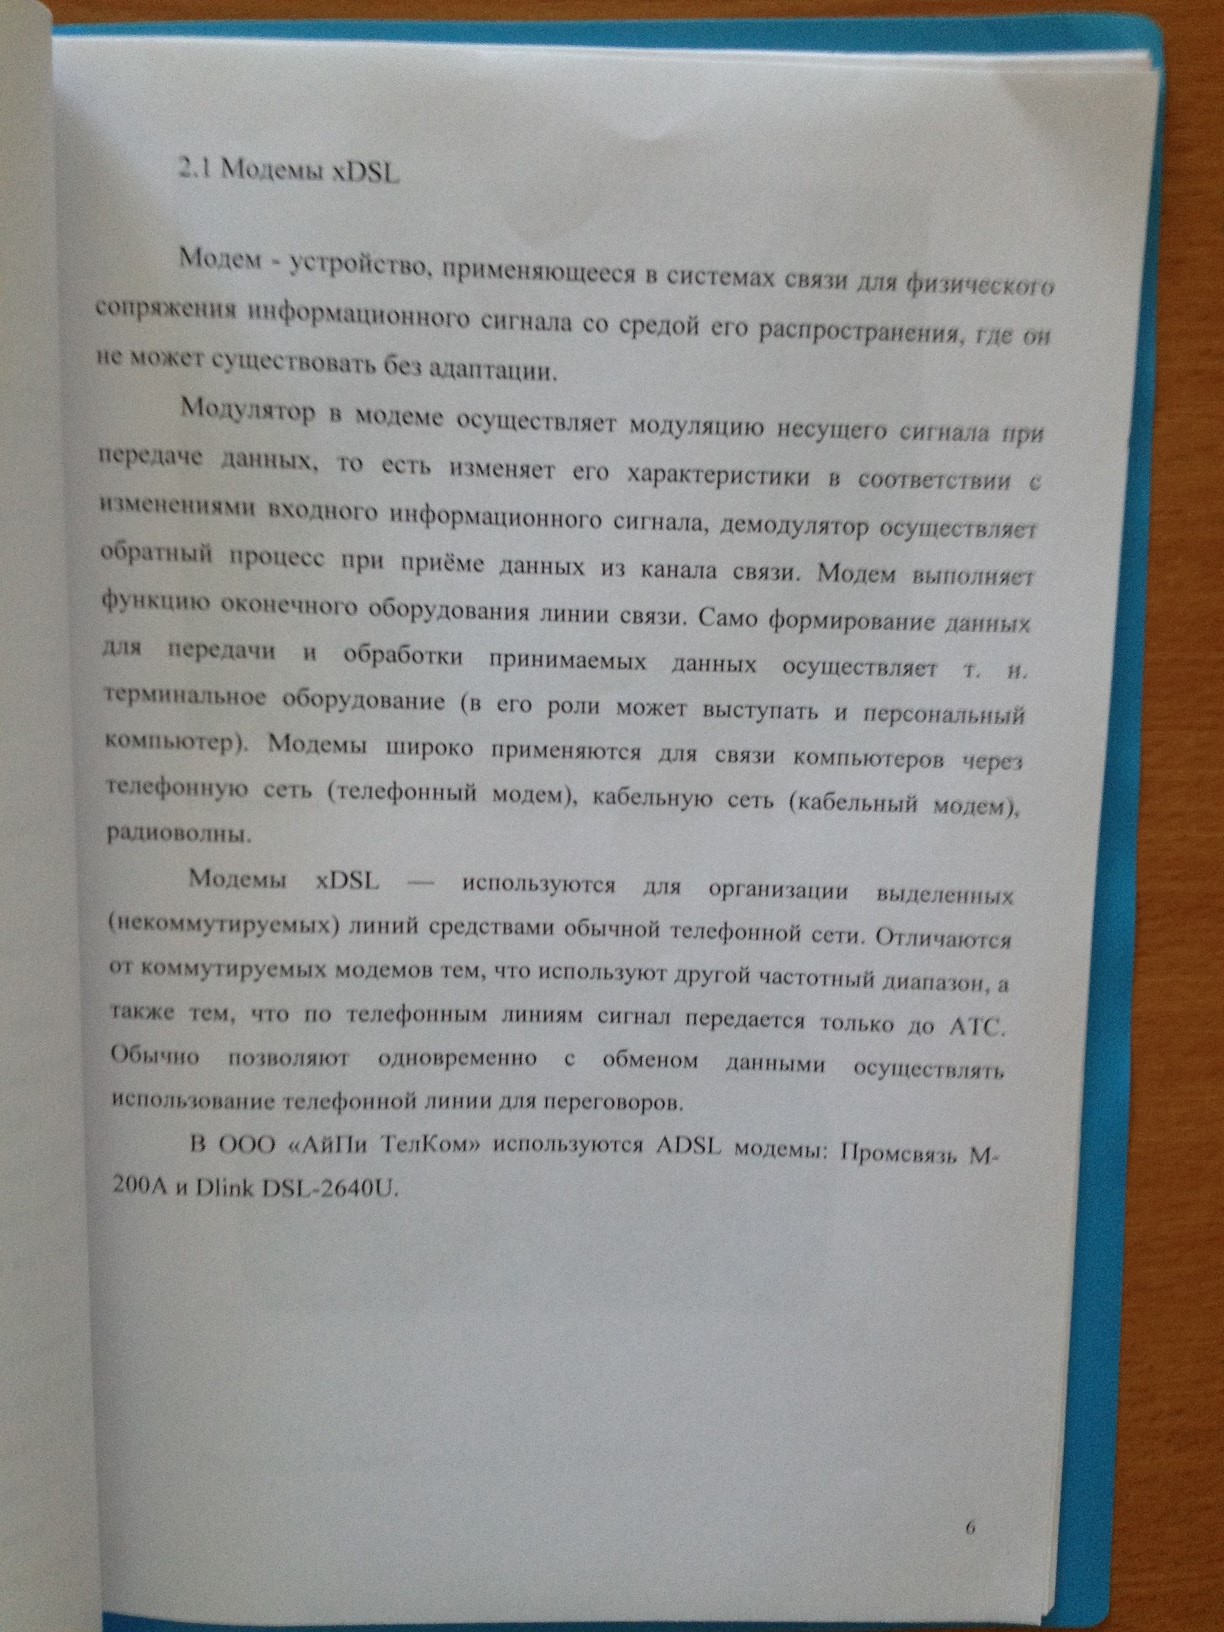 2.1 Модемы xDSL
Модем - устройство, применяющееся в системах связи для физического
сопряжения информационного сигнала со средой его распространения, где он
не может существовать без адаптации.
Модулятор в модеме осуществляет модуляцию несущего сигнала при
передаче данных, то есть изменяет его характеристики в соответствии с
изменениями входного информационного сигнала, демодулятор осуществляет
обратный процесс при приёме данных из канала связи. Модем выполняет
функцию оконечного оборудования линии связи. Само формирование данных
для передачи и обработки принимаемых данных осуществляет т. н.
терминальное оборудование (в его роли может выступать и персональный
компьютер). Модемы широко применяются для связи компьютеров через
телефонную сеть (телефонный модем), кабельную сеть (кабельный модем),
радиоволны.
Модемы xDSL — используются для организации выделенных
(некоммутируемых) линий средствами обычной телефонной сети. Отличаются
от коммутируемых модемов тем, что используют другой частотный диапазон, а
также тем, что по телефонным линиям сигнал передается только до АТС.
Обычно позволяют одновременно с обменом данными осуществлять
использование телефонной линии для переговоров.
В ООО «АйПи ТелКом» используются ADSL модемы: Промсвязь М-
200А и Dlink DSL-2640U.
6